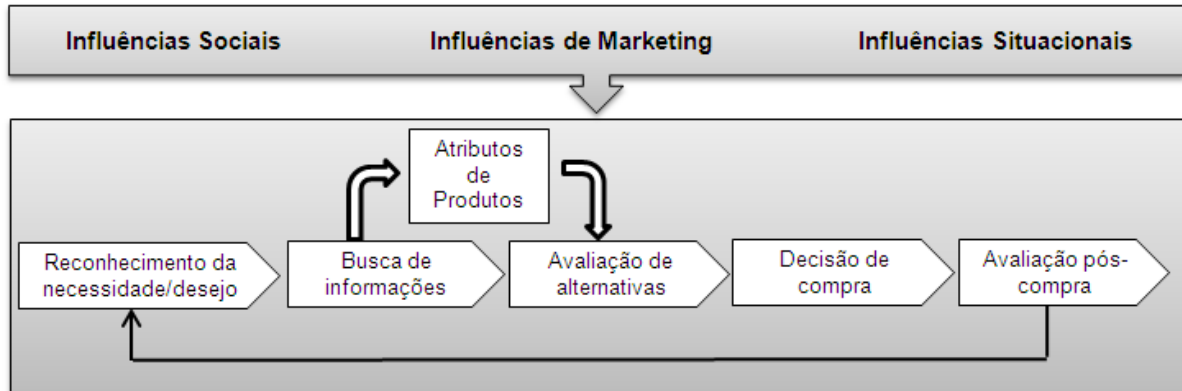 Influências Sociais
Influências de Marketing
Influências Situacionais
Atributos
de
Produtos
Reconhecimento da
necessidade/desejo
Busca de
informações
Avaliação de
alternativas
Decisão de
compra
Avaliação pós-
compra